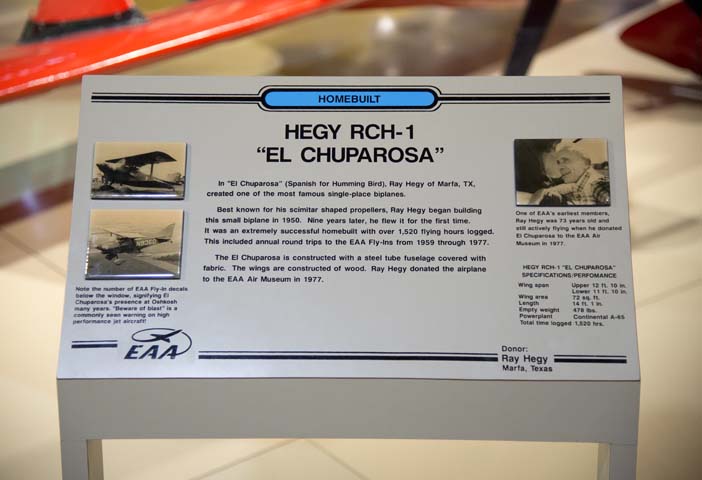 HOMEBUILT
HEGY RCH-1
“EL CHUPAROSA”
In "El Chuparosa" (Spanish for Humming Bird), Ray Hegy of Marfa, TX,
created one of the most famous single-place biplanes.
Best known for his scimitar shaped propellers, Ray Hegy began building
this small biplane in 1950. Nine years later, he flew it for the first time.
It was an extremely successful homebuilt with over 1,520 flying hours logged.
This included annual round trips to the EAA Fly-Ins from 1959 through 1977.
The El Chuparosa is constructed with a steel tube fuselage covered with
fabric. The wings are constructed of wood. Ray Hegy donated the airplane
to the EAA Air Museum in 1977.
Note the number of EAA Fly-In decals
below the window, signifying El
Chuparosa's presence at Oshkosh
many years. "Beware of blast" is a
commonly seen warning on high
performance jet aircraft!
EAA
One of EAA's earliest members,
Ray Hegy was 73 years old and
still actively flying when he donated
El Chuparosa to the EAA Air
Museum in 1977.
HEGY RCH-1 "EL CHUPAROSA"
SPECIFICATIONS/PERFOMANCE
Wing span Upper 12 ft. 10 in.
Lower 11 ft. 10 in.
Wing area 72 sq. ft.
Length 14 ft. 1 in.
Empty weight 478 lbs.
Powerplant Continental A-65
Total time logged 1,520 hrs.
Donor:
Ray Hegy
Marfa, Texas